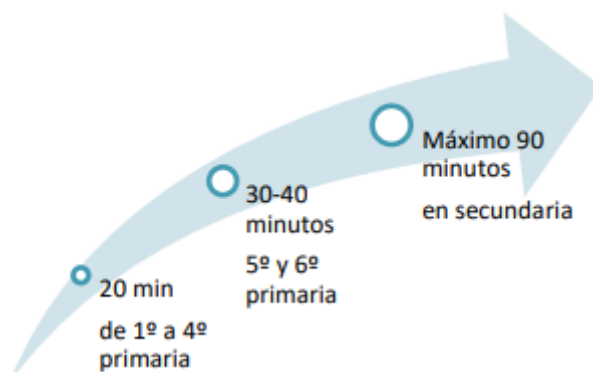 20 min
de 1º a 4º
primaria
30-40
minutos
5º y 6º
primaria
Máximo 90
minutos
en secundaria